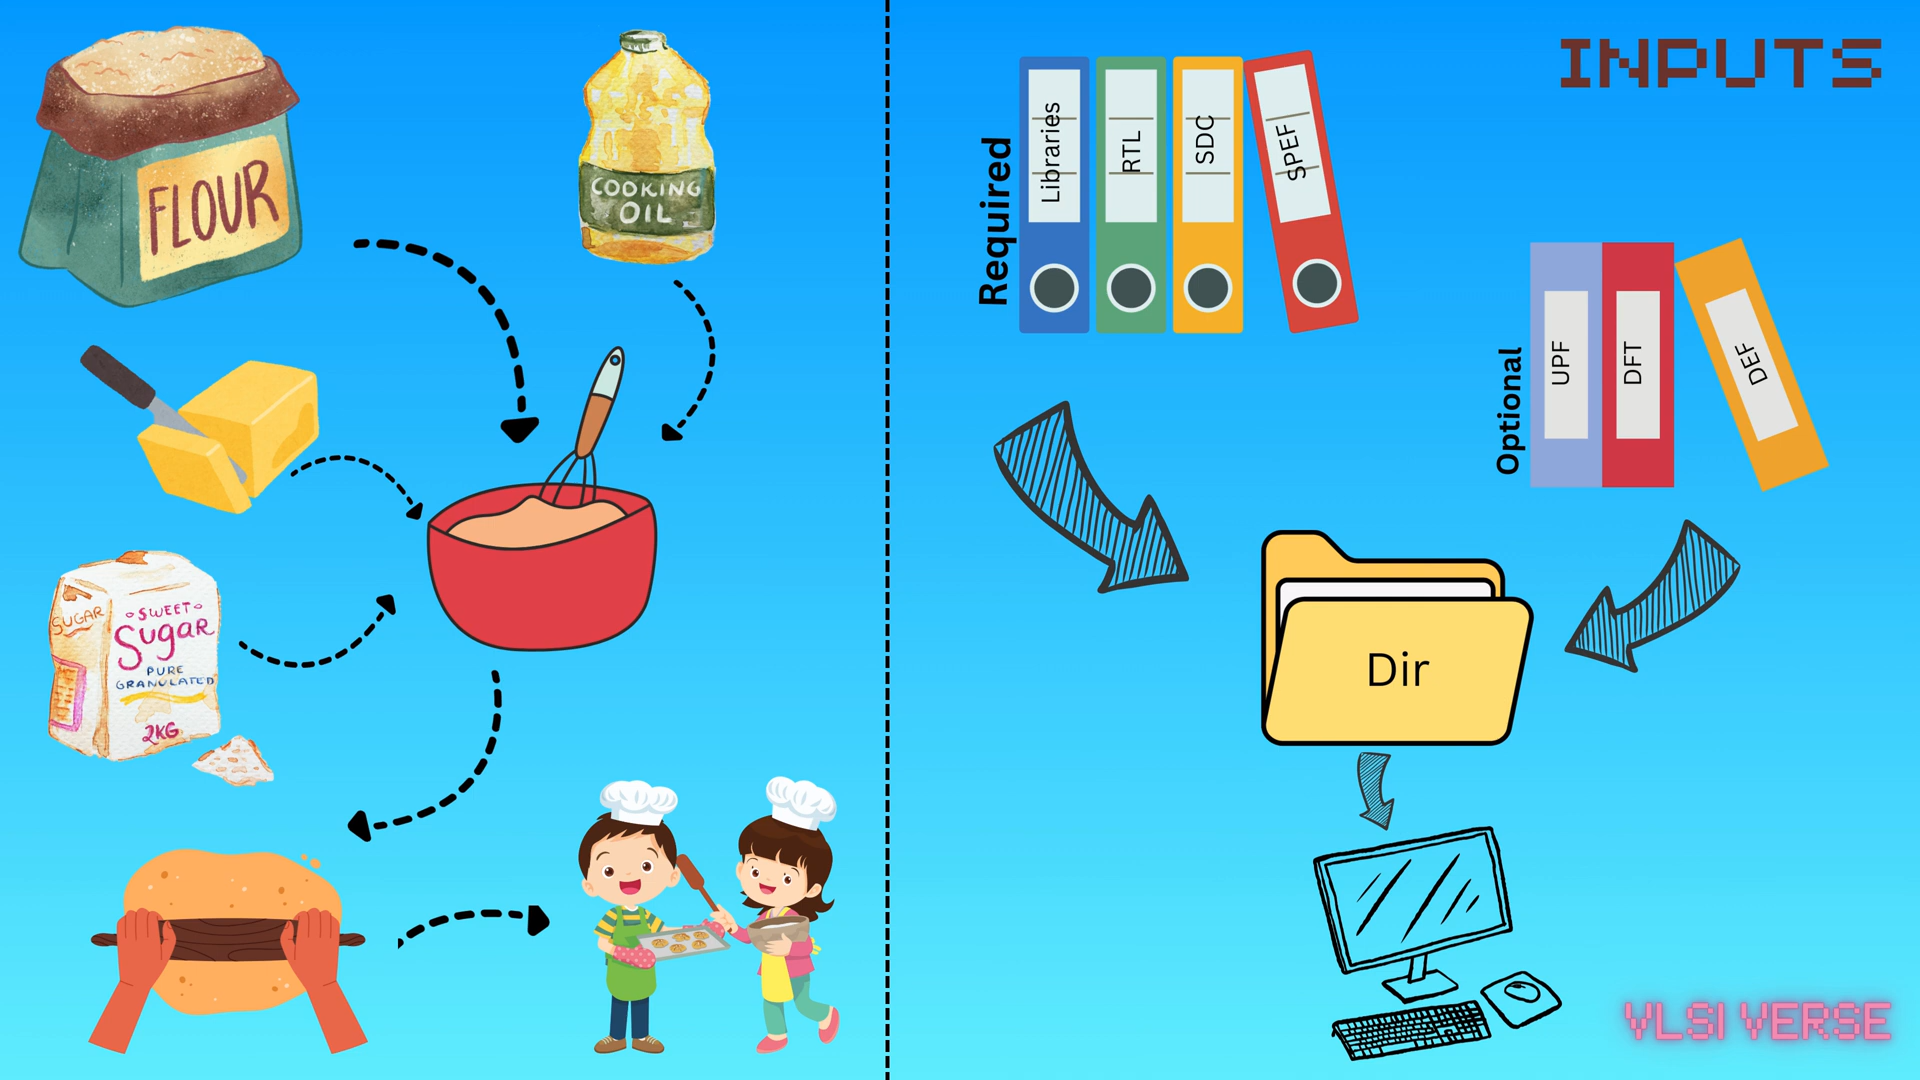 FLOUR
COOKING
OIL
SUGAR
SWEET
Sugar
PURE
GRANULATED
2KG
INPUTS
Required
Libraries
RTL
SDC
SPEF
Optional
UPF
DFT
DEF
Dir
VLSI VERSE